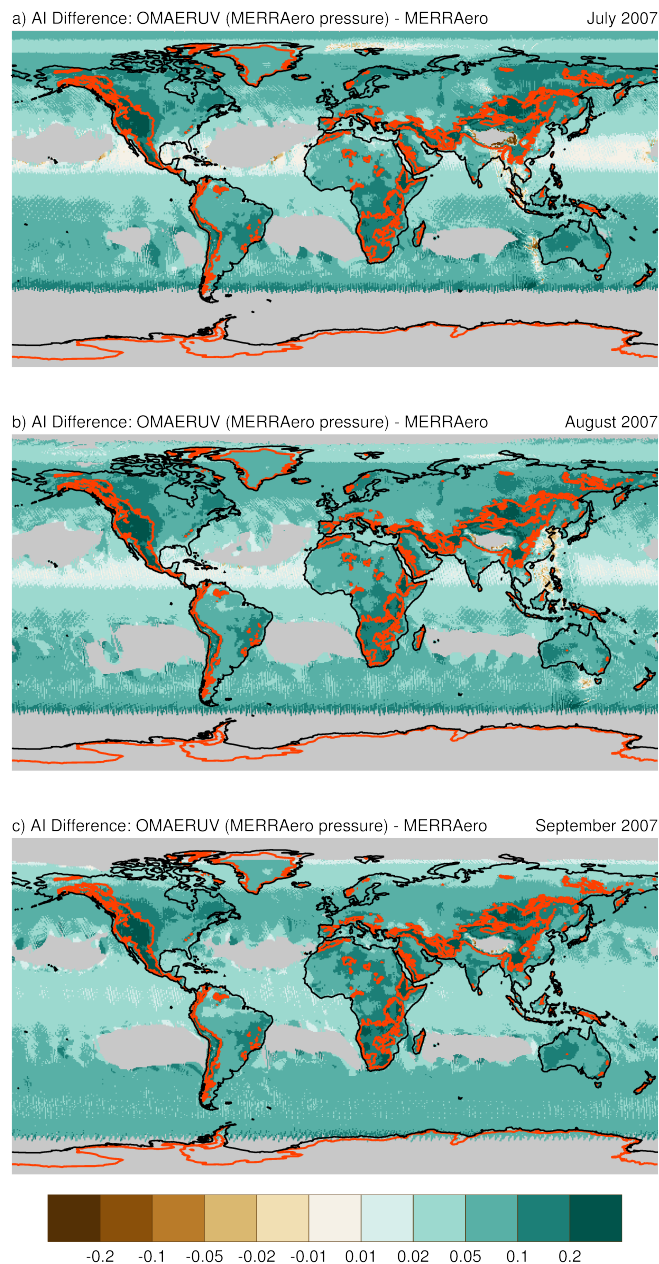 a) AI Difference: OMAERUV (MERRAero pressure) - MERRAero July 2007
b) AI Difference: OMAERUV (MERRAero pressure) - MERRAero August 2007
c) AI Difference: OMAERUV (MERRAero pressure) - MERRAero September 2007
-0.2 -0.1 -0.05 -0.02 -0.01 0.01 0.02 0.05 0.1 0.2